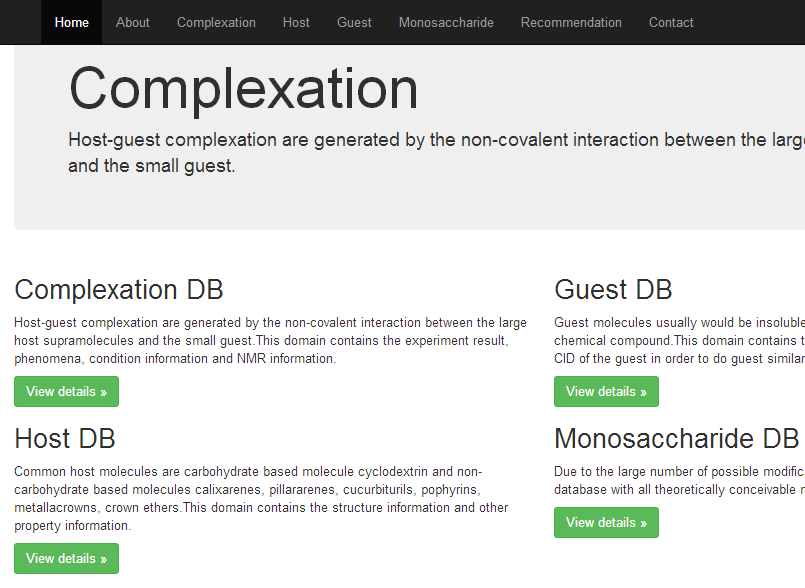 Home About Complexation Host Guest Monosaccharide Recommendation Contact
Complexation
Host-guest complexation are generated by the non-covalent interaction between the
and the small guest.
Complexation DB
Host-guest complexation are generated by the non-covalent interaction between the large
host supramolecules and the small guest.This domain contains the experiment result,
phenomena, condition information and NMR information.
View details »
Guest DB
Guest molecules usually would be
chemical compound.This domain contains
CID of the guest in order to do guest
View details »
Host DB
Common host molecules are carbohydrate based molecule cyclodextrin and non-
carbohydrate based molecules calixarenes, pillararenes, cucurbiturils, pophyrins,
metallacrowns, crown ethers.This domain contains the structure information and other
property information.
View details »
Monosaccharide DB
Due to the large number of possible
database with all theoretically conceivable
View details »